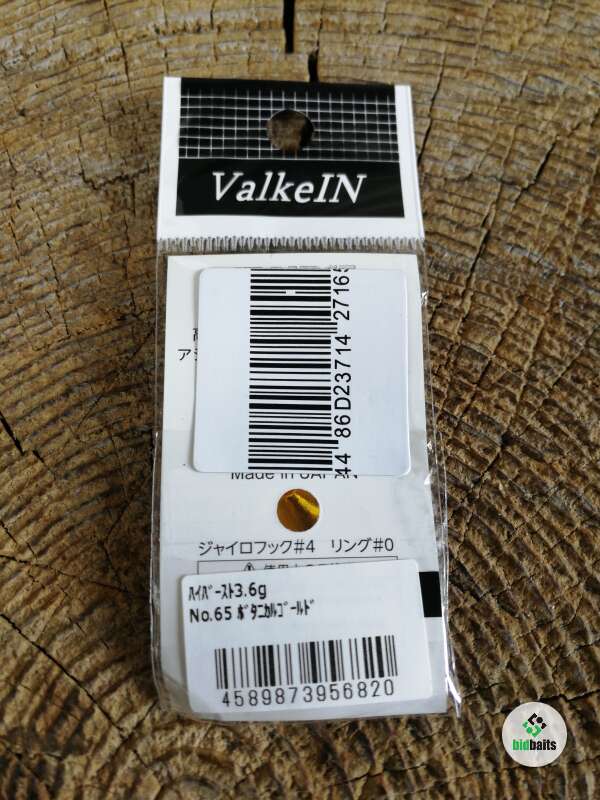 ValkeIN
44 86D23714 27165
Made in JAPAN
ジャイロフック#4 リング#0
ﾊｲﾊﾞｰｽﾄ3.6g
No.65 ﾎﾞﾀﾆｶﾙｺﾞｰﾙﾄﾞ
4589873956820
bidbaits